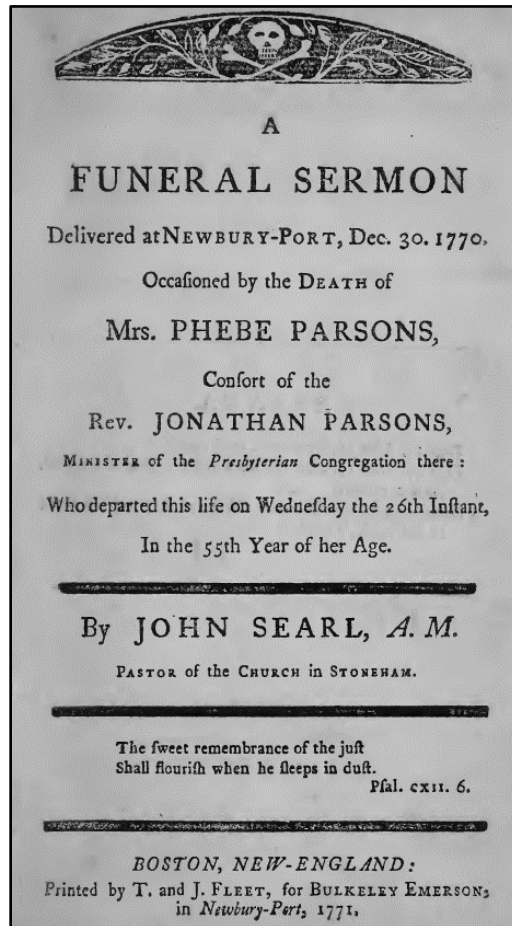 A
FUNERAL SERMON
Delivered at NEWBURY-PORT, Dec. 30. 1770,
Occaſioned by the DEATH of
Mrs. PHEBE PARSONS,
Conſort of the
Rev. JONATHAN PARSONS,
MINISTER of the Presbyterian Congregation there :
Who departed this life on Wedneſday the 26th Inſtant,
In the 55th Year of her Age.
By JOHN SEARL, A. M.
PASTOR of the CHURCH in STONEHAM.
The ſweet remembrance of the juſt
Shall flouriſh when he ſleeps in duſt.
Pſal. CXII. 6.
BOSTON, NEW-ENGLAND:
Printed by T. and J. FLEET, for BULKELEY EMERSON;
in Newbury-Port, 1771.